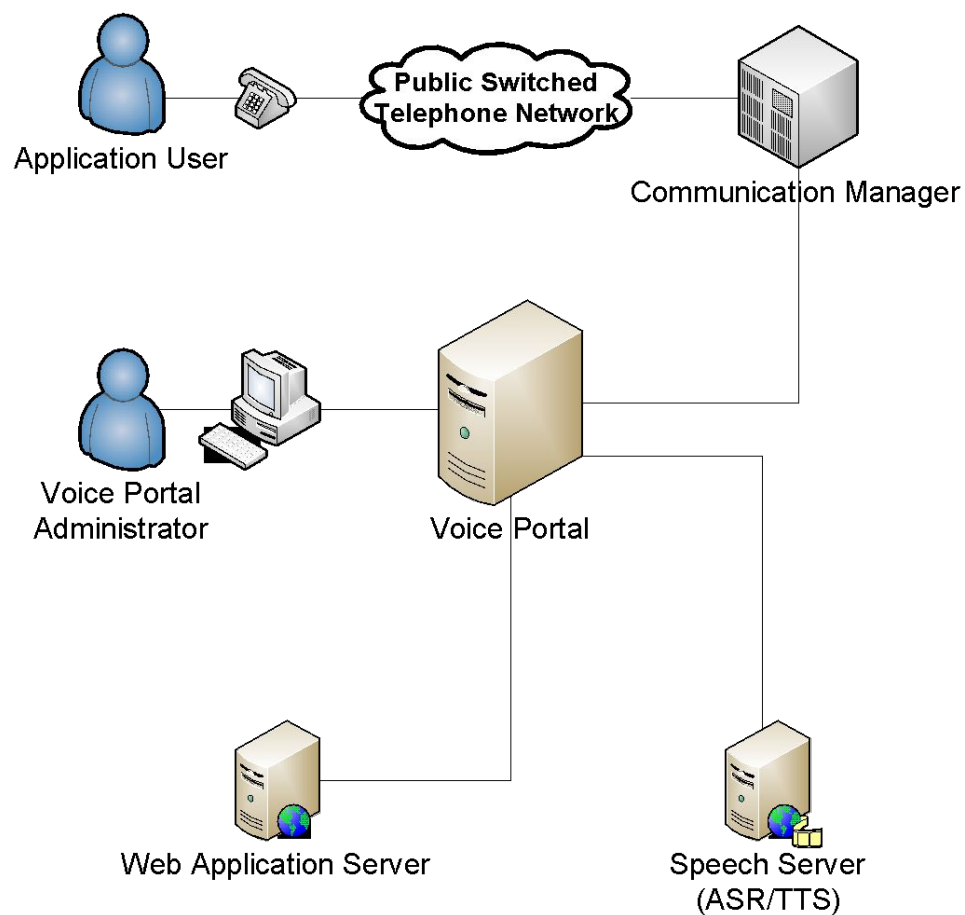 Public Switched
Telephone Network
Application User
Communication Manager
Voice Portal
Administrator
Voice Portal
Web Application Server
Speech Server
(ASR/TTS)